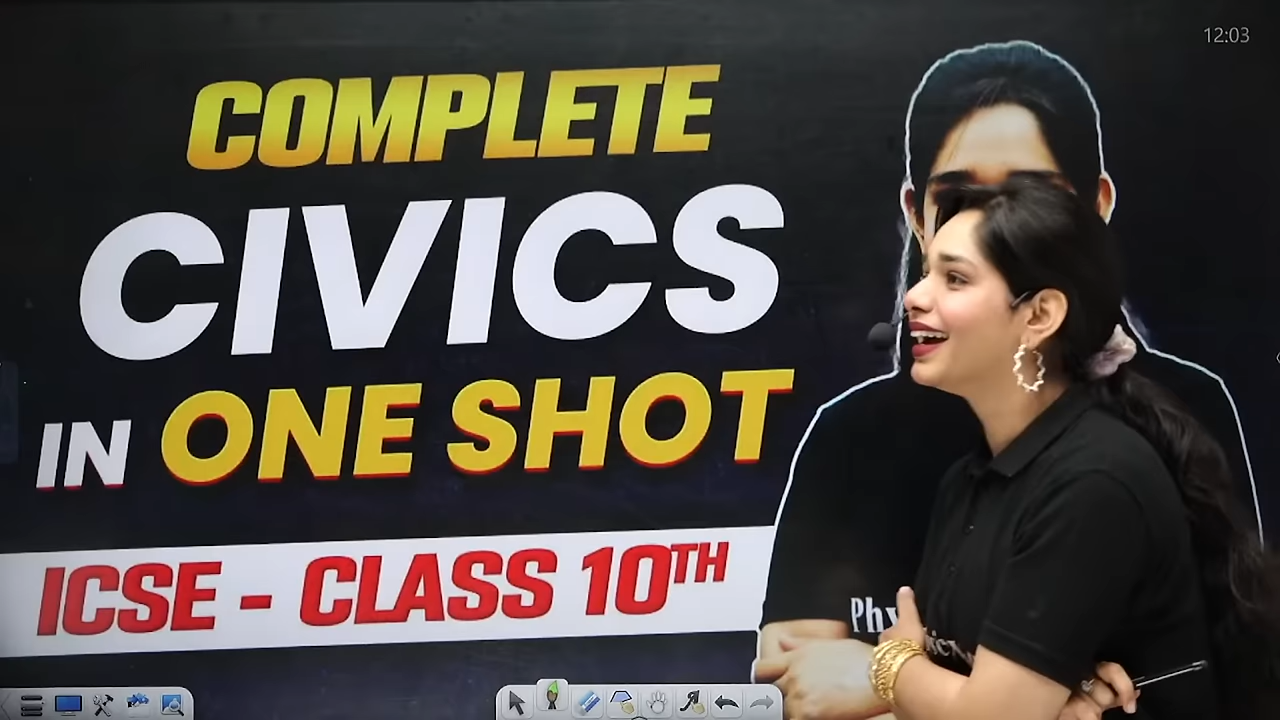 12:03
COMPLETE
CIVICS
IN ONE SHOT
ICSE - CLASS 10TH